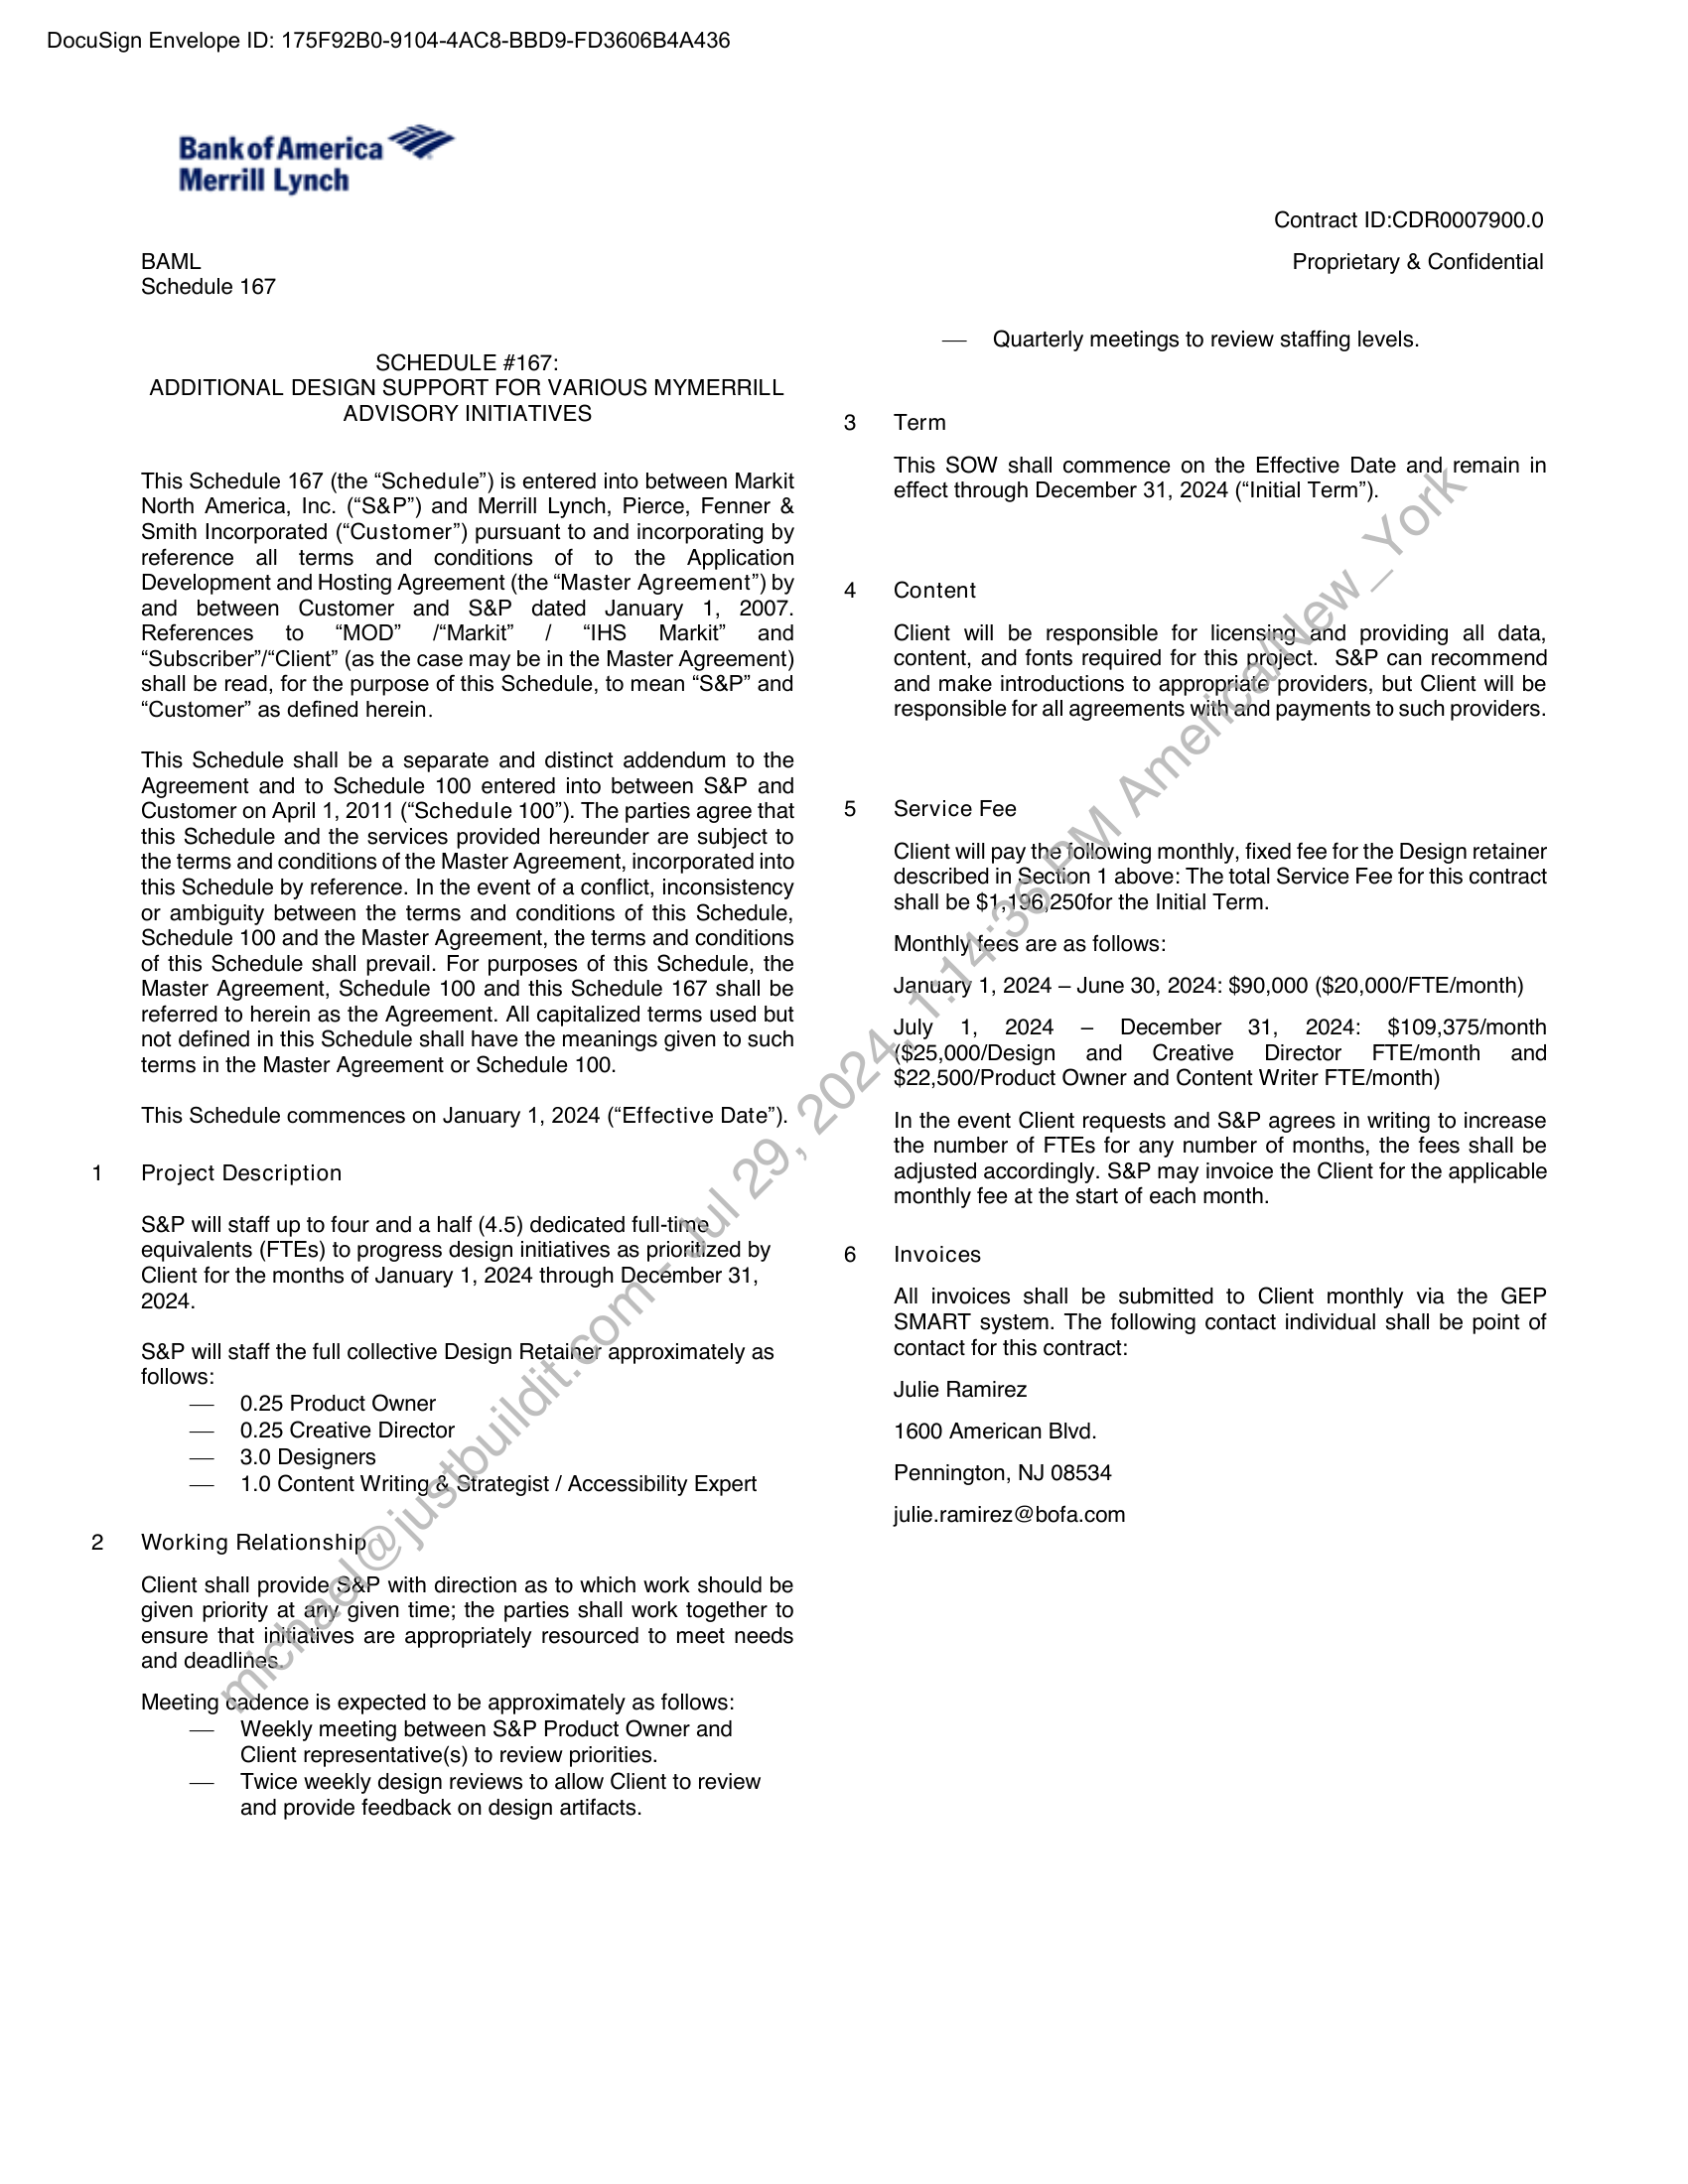 DocuSign Envelope ID: 175F92B0-9104-4AC8-BBD9-FD3606B4A436
Bank of America
Merrill Lynch
Contract ID:CDR0007900.0
Proprietary & Confidential
BAML
Schedule 167
SCHEDULE #167:
ADDITIONAL DESIGN SUPPORT FOR VARIOUS MYMERRILL
ADVISORY INITIATIVES
This Schedule 167 (the “Schedule”) is entered into between Markit
North America, Inc. (“S&P”) and Merrill Lynch, Pierce, Fenner &
Smith Incorporated (“Customer”) pursuant to and incorporating by
reference all terms and conditions of to the Application
Development and Hosting Agreement (the “Master Agreement”) by
and between Customer and S&P dated January 1, 2007.
References to “MOD” /“Markit” / “IHS Markit” and
“Subscriber”/“Client” (as the case may be in the Master Agreement)
shall be read, for the purpose of this Schedule, to mean “S&P” and
“Customer” as defined herein.
This Schedule shall be a separate and distinct addendum to the
Agreement and to Schedule 100 entered into between S&P and
Customer on April 1, 2011 (“Schedule 100”). The parties agree that
this Schedule and the services provided hereunder are subject to
the terms and conditions of the Master Agreement, incorporated into
this Schedule by reference. In the event of a conflict, inconsistency
or ambiguity between the terms and conditions of this Schedule,
Schedule 100 and the Master Agreement, the terms and conditions
of this Schedule shall prevail. For purposes of this Schedule, the
Master Agreement, Schedule 100 and this Schedule 167 shall be
referred to herein as the Agreement. All capitalized terms used but
not defined in this Schedule shall have the meanings given to such
terms in the Master Agreement or Schedule 100.
This Schedule commences on January 1, 2024 (“Effective Date”).
1 Project Description
S&P will staff up to four and a half (4.5) dedicated full-time
equivalents (FTEs) to progress design initiatives as prioritized by
Client for the months of January 1, 2024 through December 31,
2024.
S&P will staff the full collective Design Retainer approximately as
follows:
— 0.25 Product Owner
— 0.25 Creative Director
— 3.0 Designers
— 1.0 Content Writing & Strategist / Accessibility Expert
2 Working Relationship
Client shall provide S&P with direction as to which work should be
given priority at any given time; the parties shall work together to
ensure that initiatives are appropriately resourced to meet needs
and deadlines.
Meeting cadence is expected to be approximately as follows:
— Weekly meeting between S&P Product Owner and
Client representative(s) to review priorities.
— Twice weekly design reviews to allow Client to review
and provide feedback on design artifacts.
— Quarterly meetings to review staffing levels.
3 Term
This SOW shall commence on the Effective Date and remain in
effect through December 31, 2024 (“Initial Term”).
4 Content
Client will be responsible for licensing and providing all data,
content, and fonts required for this project. S&P can recommend
and make introductions to appropriate providers, but Client will be
responsible for all agreements with and payments to such providers.
5 Service Fee
Client will pay the following monthly, fixed fee for the Design retainer
described in Section 1 above: The total Service Fee for this contract
shall be $1,196,250for the Initial Term.
Monthly fees are as follows:
January 1, 2024 – June 30, 2024: $90,000 ($20,000/FTE/month)
July 1, 2024 – December 31, 2024: $109,375/month
($25,000/Design and Creative Director FTE/month and
$22,500/Product Owner and Content Writer FTE/month)
In the event Client requests and S&P agrees in writing to increase
the number of FTEs for any number of months, the fees shall be
adjusted accordingly. S&P may invoice the Client for the applicable
monthly fee at the start of each month.
6 Invoices
All invoices shall be submitted to Client monthly via the GEP
SMART system. The following contact individual shall be point of
contact for this contract:
Julie Ramirez
1600 American Blvd.
Pennington, NJ 08534
julie.ramirez@bofa.com
michael@justbuildit.com - Jul 29, 2024, 1:14:36 PM America/New_York